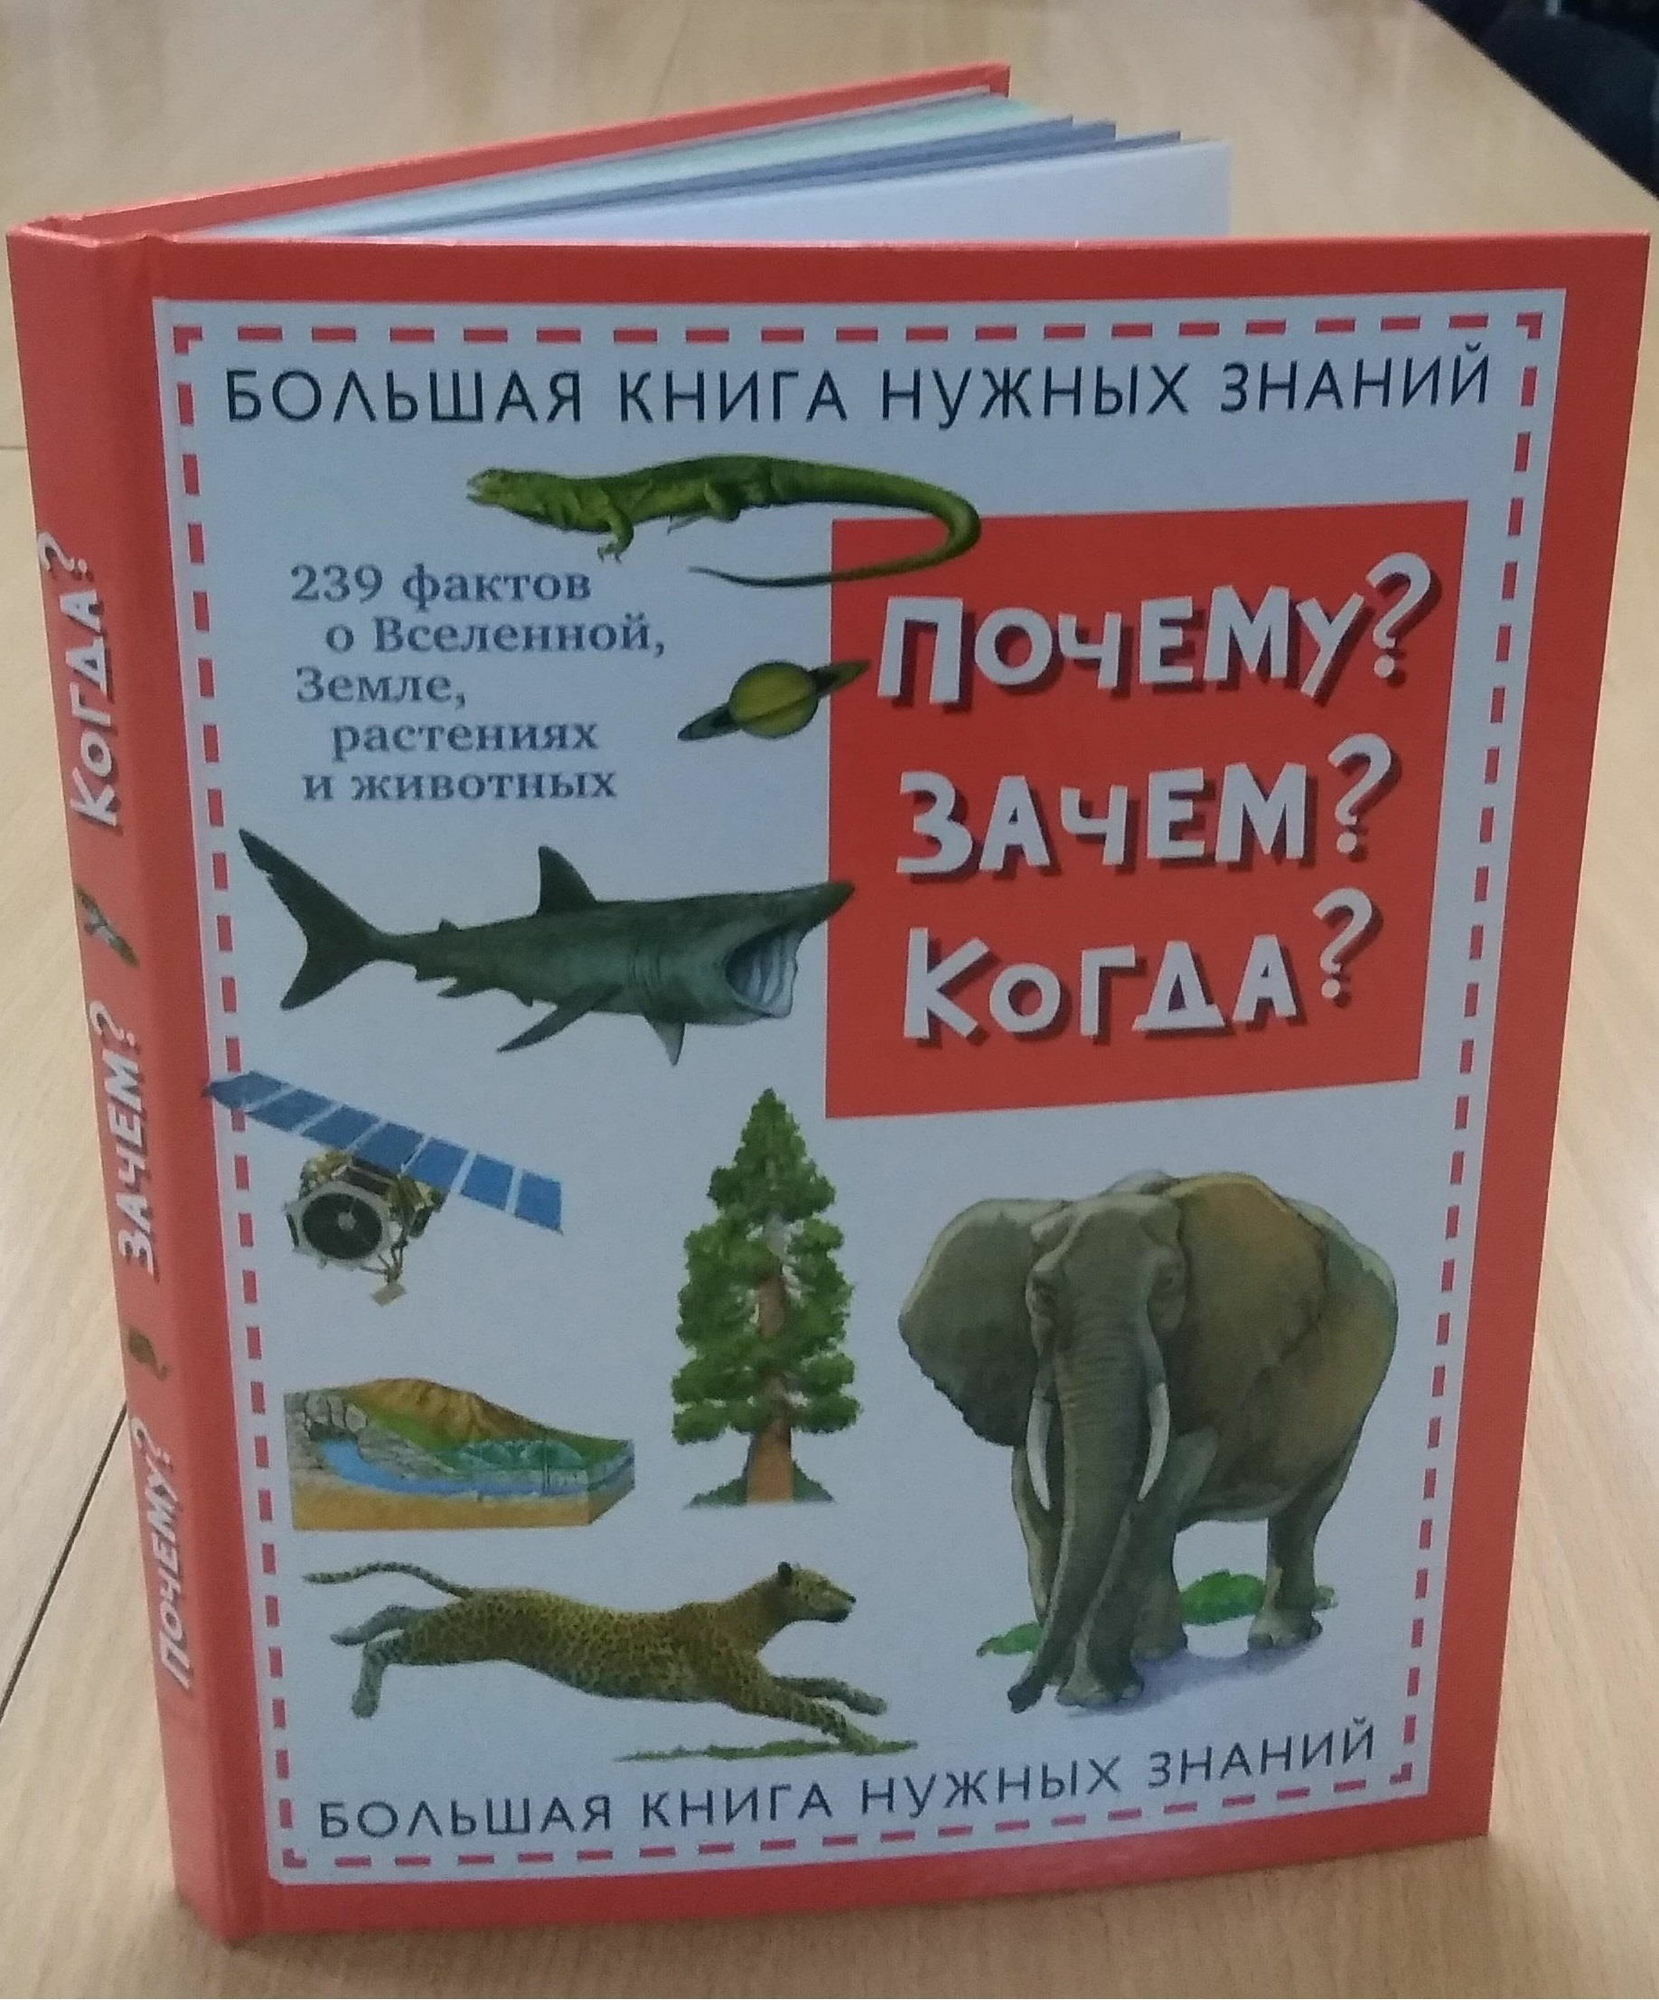 БОЛЬШАЯ КНИГА НУЖНЫХ ЗНАНИЙ
239 фактов
о Вселенной,
Земле,
растениях
и животных
ПОЧЕМУ?
ЗАЧЕМ?
КОГДА?
БОЛЬШАЯ КНИГА НУЖНЫХ ЗНАНИЙ
ПОЧЕМУ? ЗАЧЕМ? КОГДА?